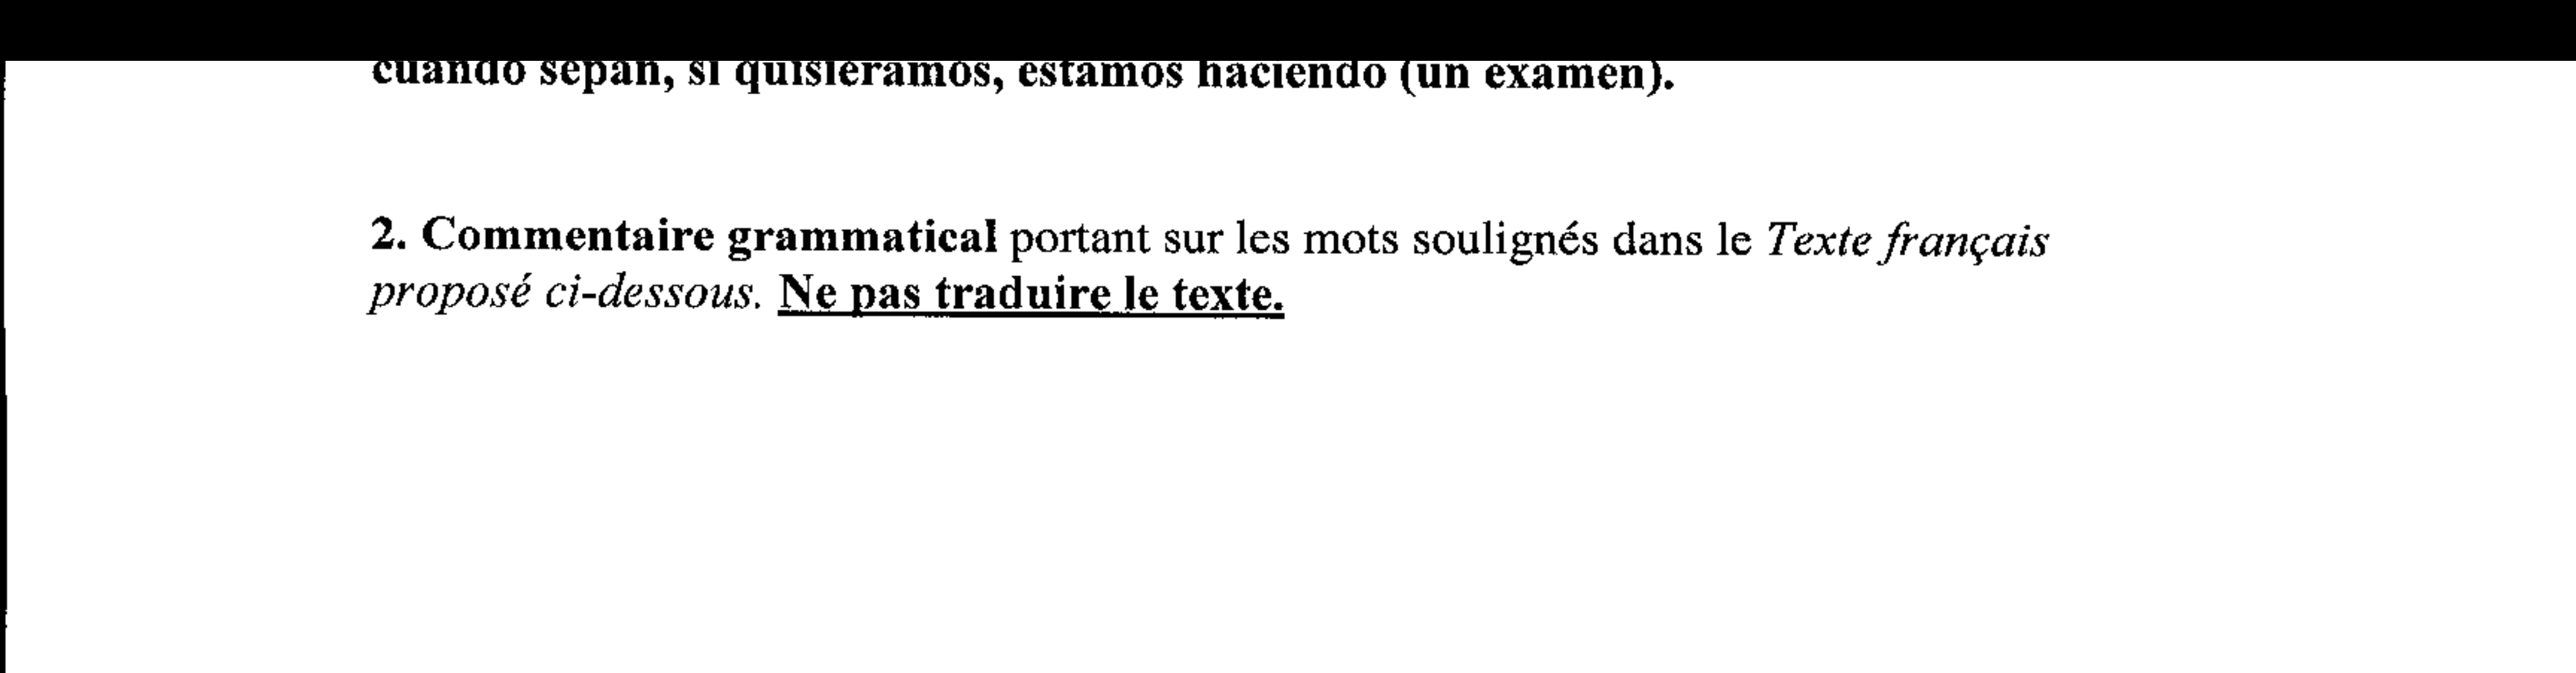 cuando sepan, si quisieramos, estamos haciendo (un examen).
2. Commentaire grammatical portant sur les mots soulignés dans le Texte français
proposé ci-dessous. Ne pas traduire le texte.